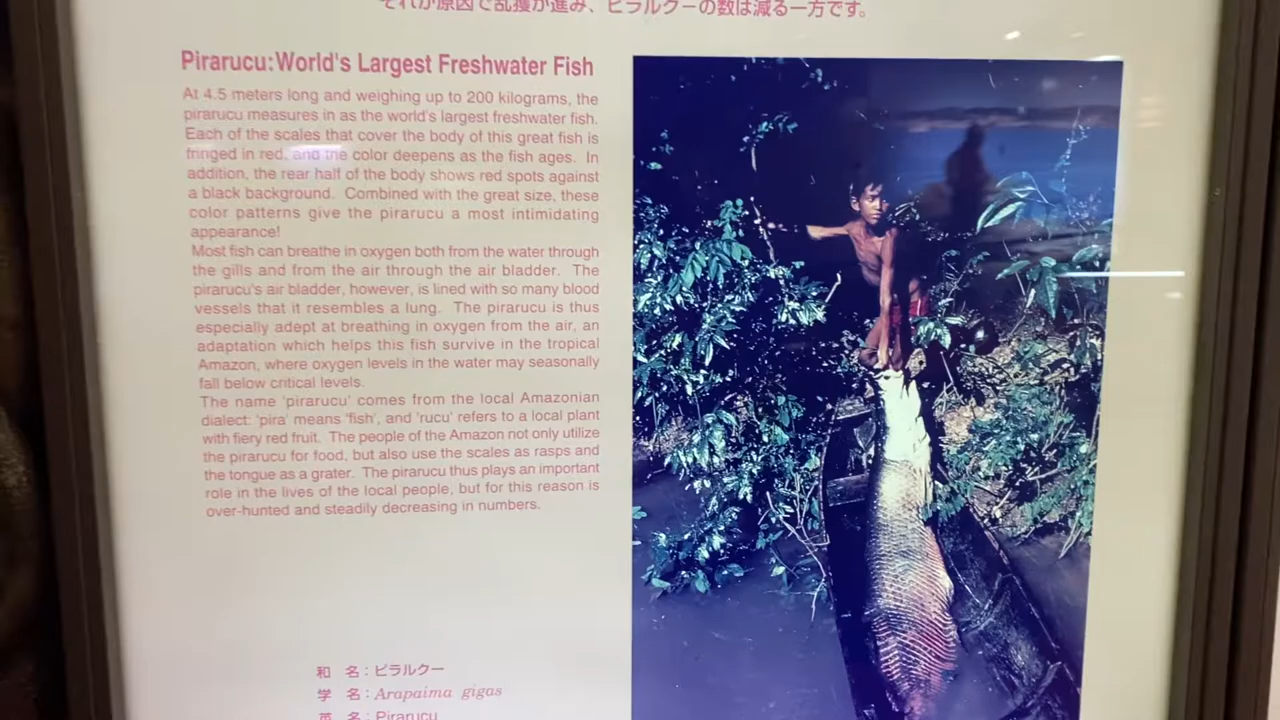 それが原因で乱獲が進み、ピラルクーの数は減る一方です。
Pirarucu:World's Largest Freshwater Fish
At 4.5 meters long and weighing up to 200 kilograms, the
pirarucu measures in as the world's largest freshwater fish.
Each of the scales that cover the body of this great fish is
fringed in red, and the color deepens as the fish ages. In
addition, the rear half of the body shows red spots against
a black background. Combined with the great size, these
color patterns give the pirarucu a most intimidating
appearance!
Most fish can breathe in oxygen both from the water through
the gills and from the air through the air bladder. The
pirarucu's air bladder, however, is lined with so many blood
vessels that it resembles a lung. The pirarucu is thus
especially adept at breathing in oxygen from the air, an
adaptation which helps this fish survive in the tropical
Amazon, where oxygen levels in the water may seasonally
fall below critical levels.
The name 'pirarucu' comes from the local Amazonian
dialect: 'pira' means 'fish', and 'rucu' refers to a local plant
with fiery red fruit. The people of the Amazon not only utilize
the pirarucu for food, but also use the scales as rasps and
the tongue as a grater. The pirarucu thus plays an important
role in the lives of the local people, but for this reason is
over-hunted and steadily decreasing in numbers.
和 名：ピラルクー
学 名：Arapaima gigas
英 名：Pirarucu